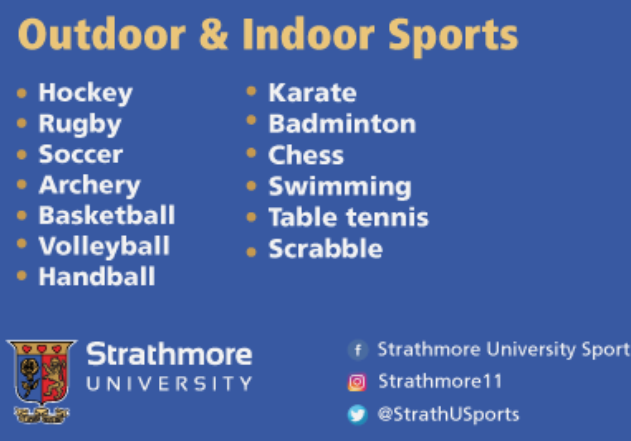 Outdoor & Indoor Sports
• Hockey
• Rugby
• Soccer
• Archery
• Basketball
• Volleyball
• Handball
• Karate
• Badminton
• Chess
• Swimming
• Table tennis
• Scrabble
Strathmore
UNIVERSITY
Strathmore University Sport
Strathmore11
@StrathUSports